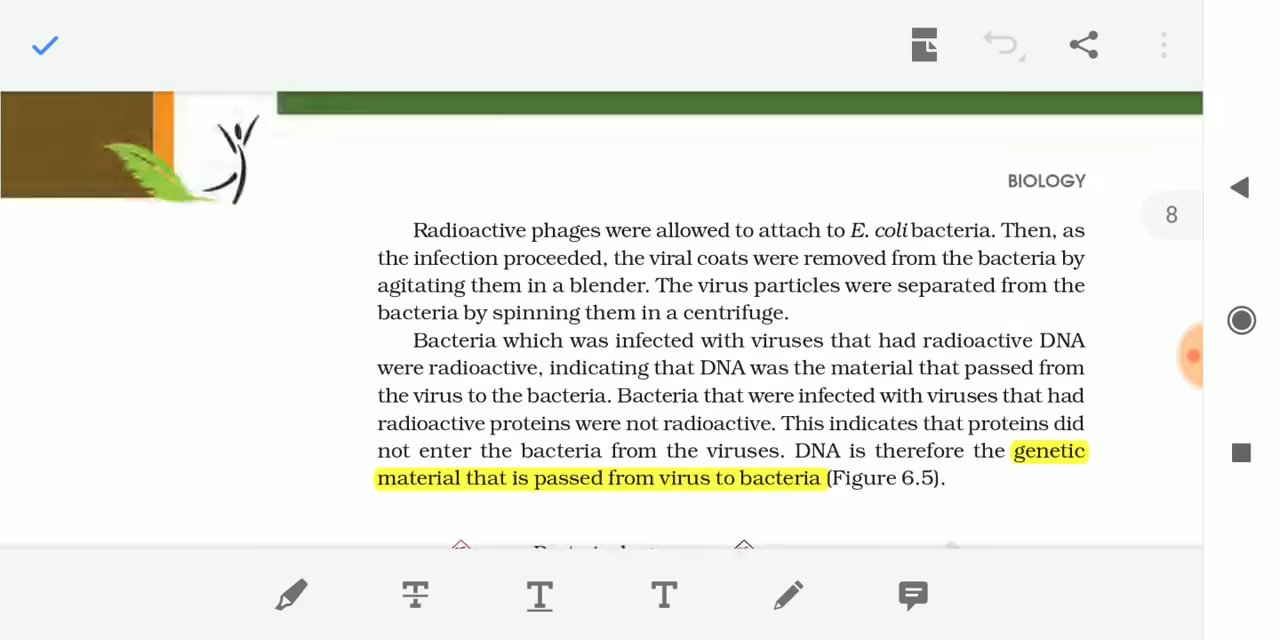 BIOLOGY
8
Radioactive phages were allowed to attach to E. coli bacteria. Then, as
the infection proceeded, the viral coats were removed from the bacteria by
agitating them in a blender. The virus particles were separated from the
bacteria by spinning them in a centrifuge.
Bacteria which was infected with viruses that had radioactive DNA
were radioactive, indicating that DNA was the material that passed from
the virus to the bacteria. Bacteria that were infected with viruses that had
radioactive proteins were not radioactive. This indicates that proteins did
not enter the bacteria from the viruses. DNA is therefore the genetic
material that is passed from virus to bacteria (Figure 6.5).